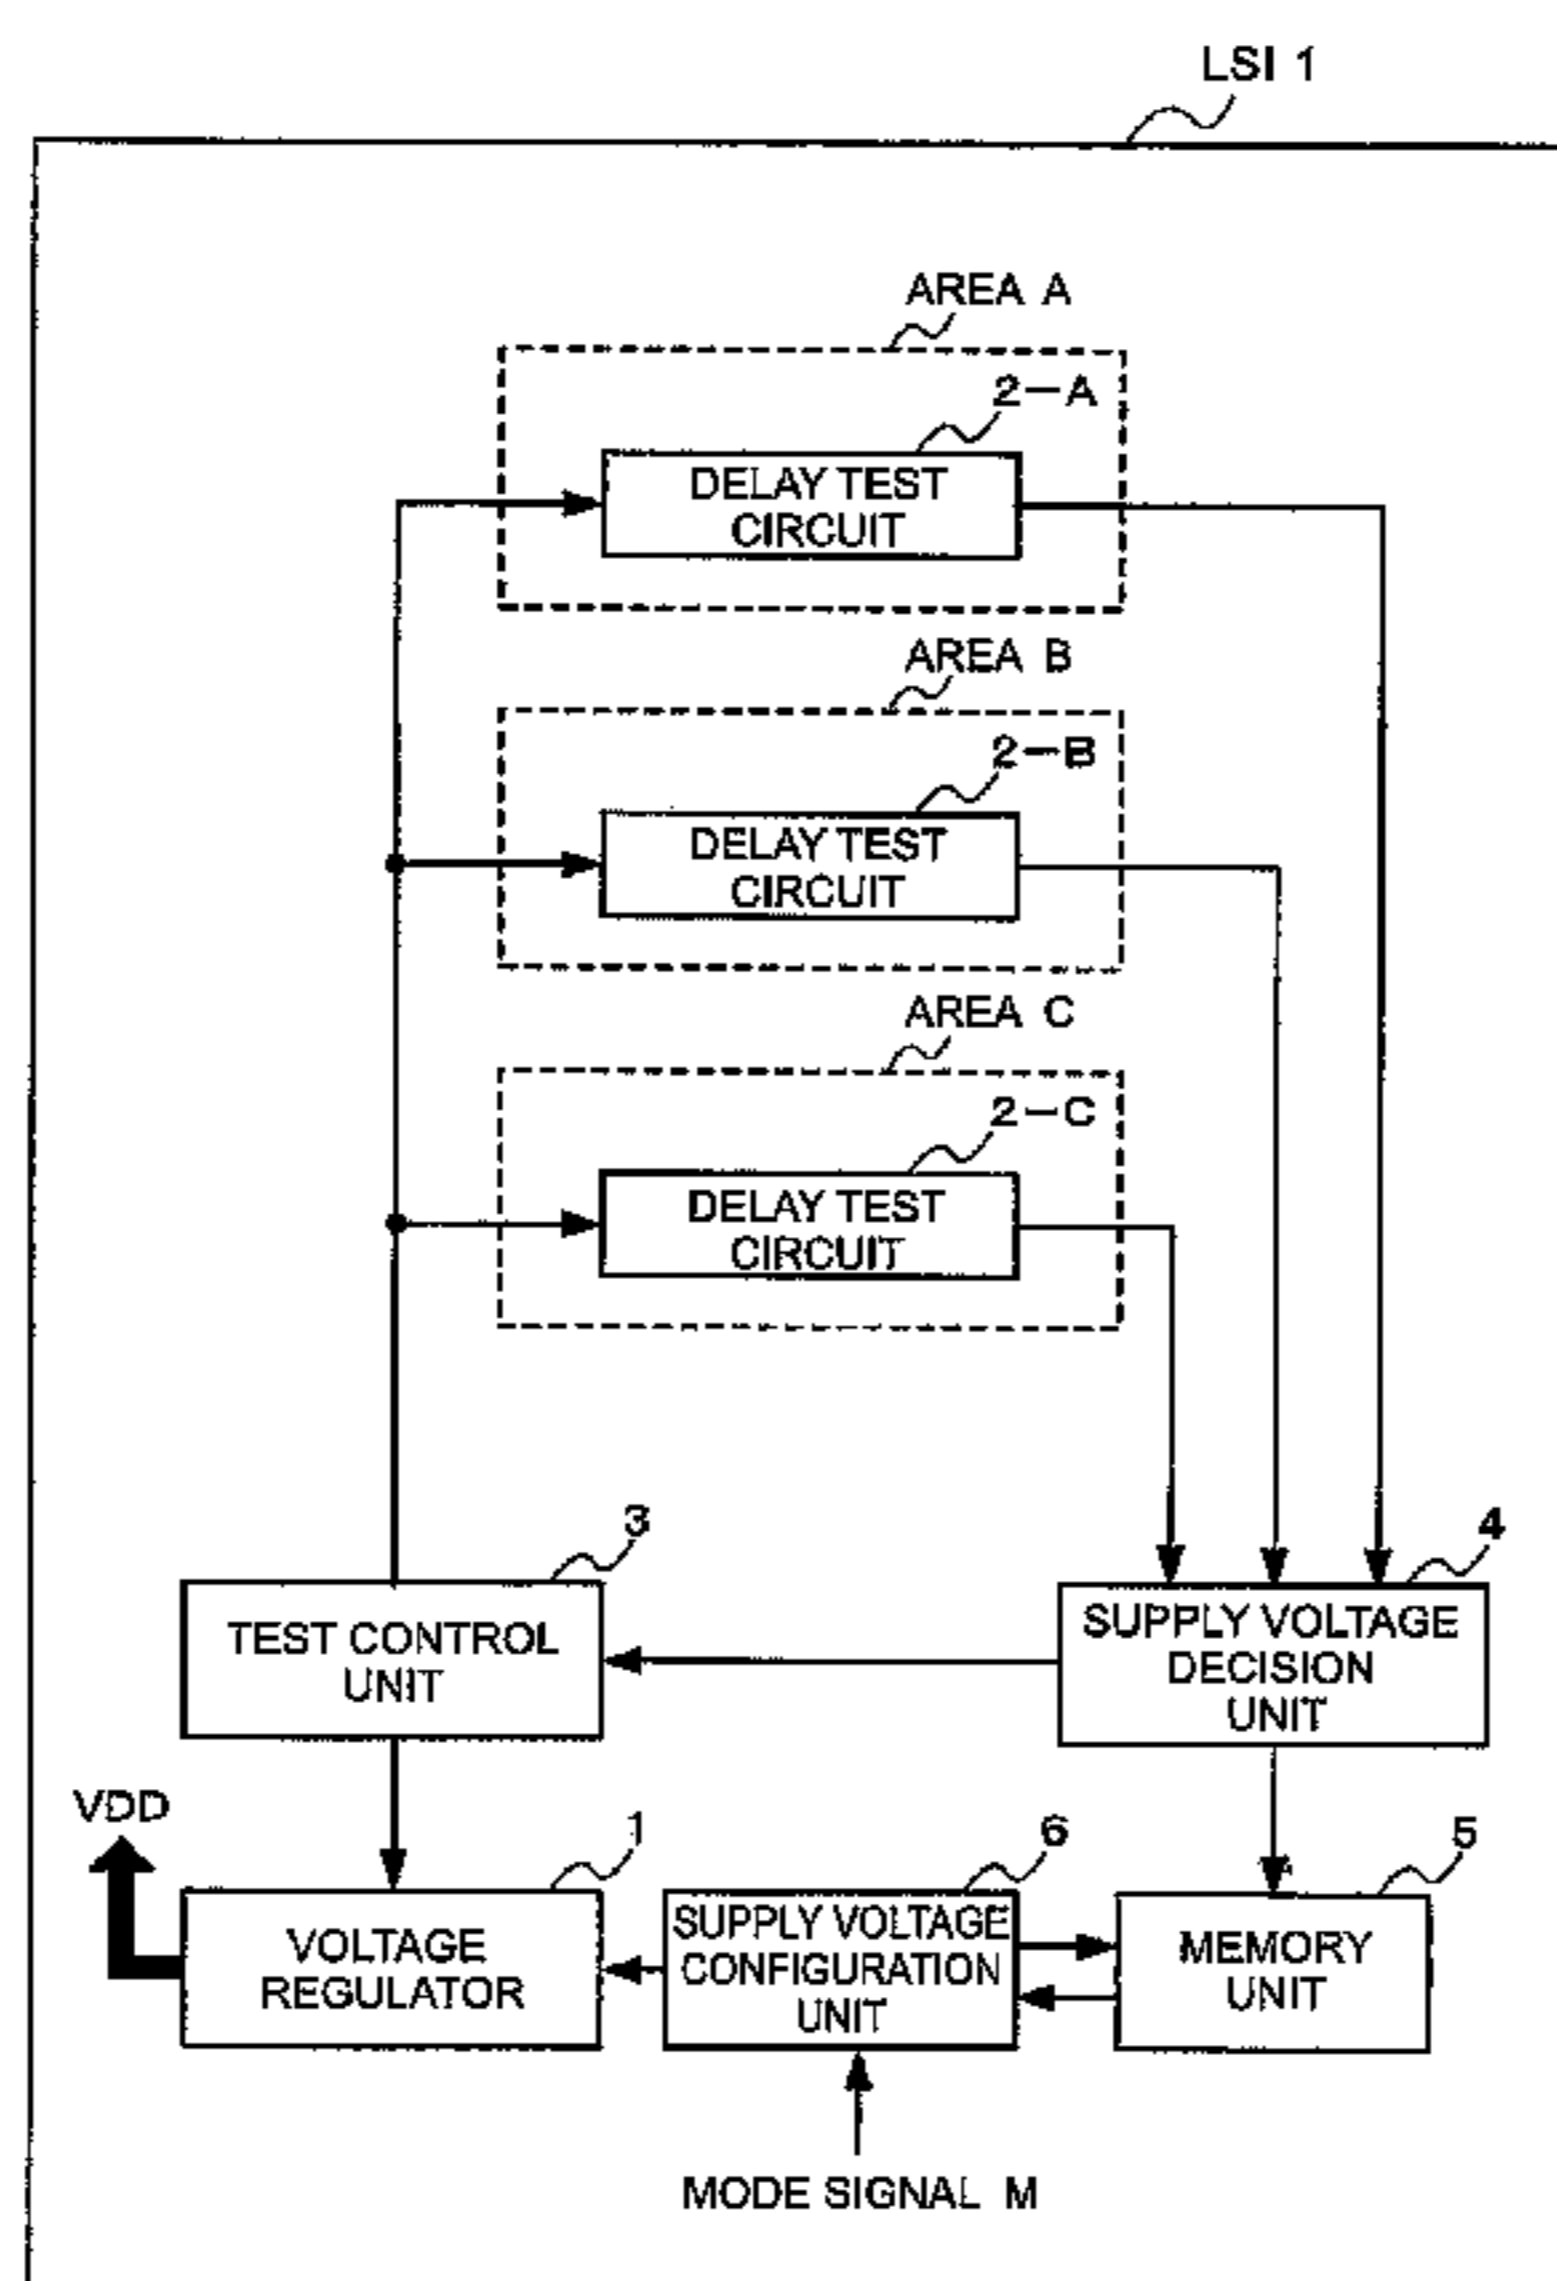 LSI 1
AREA A
2-A
DELAY TEST
CIRCUIT
AREA B
2-B
DELAY TEST
CIRCUIT
AREA C
2-C
DELAY TEST
CIRCUIT
3
TEST CONTROL
UNIT
4
SUPPLY VOLTAGE
DECISION
UNIT
VDD
1
VOLTAGE
REGULATOR
6
SUPPLY VOLTAGE
CONFIGURATION
UNIT
5
MEMORY
UNIT
MODE SIGNAL M